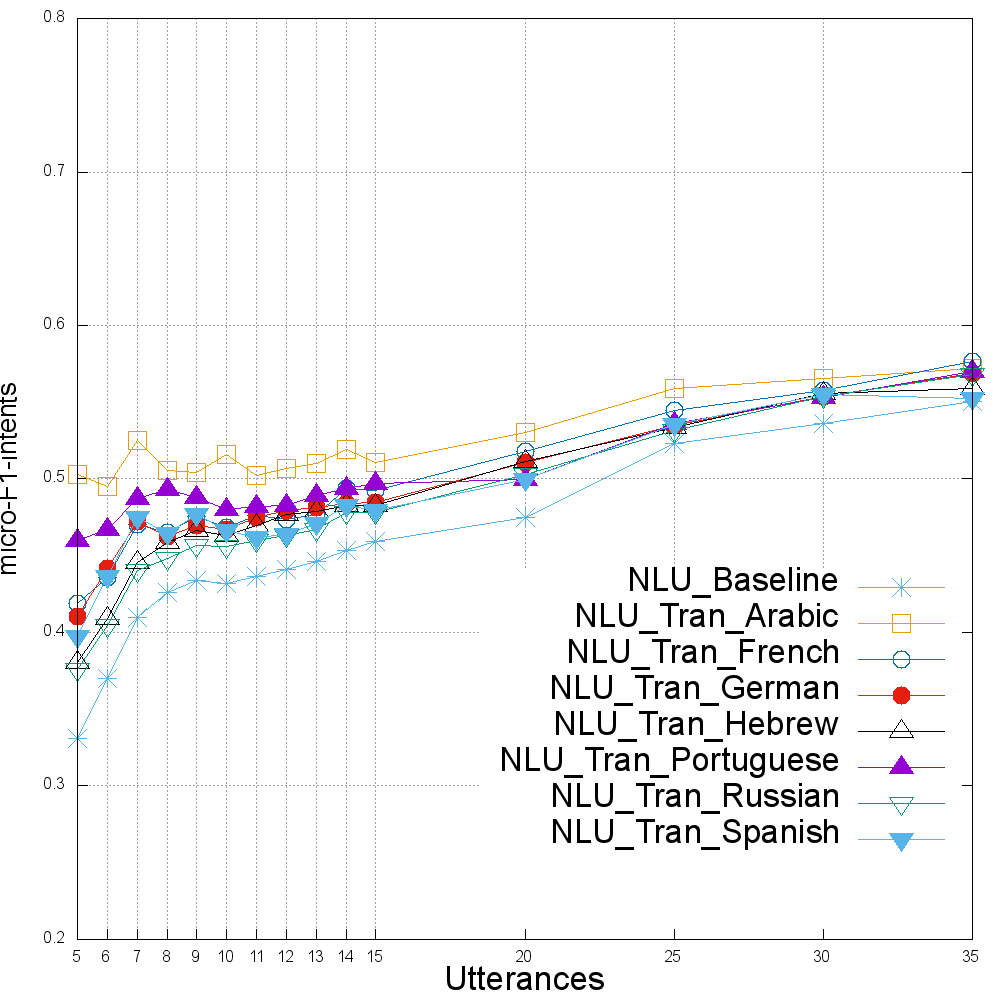 0.8
0.7
0.6
0.5
0.4
0.3
0.2
micro-F1-intents
NLU_Baseline
NLU_Tran_Arabic
NLU_Tran_French
NLU_Tran_German
NLU_Tran_Hebrew
NLU_Tran_Portuguese
NLU_Tran_Russian
NLU_Tran_Spanish
5 6 7 8 9 10 11 12 13 14 15 20 25 30 35
Utterances